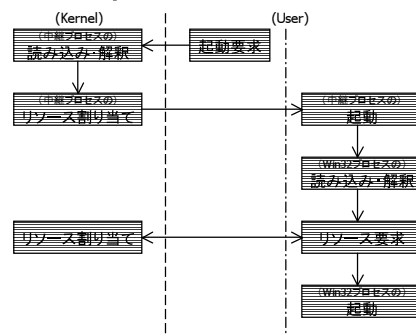 (Kernel)
(User)
(中継プロセスの)
読み込み・解釈
起動要求
(中継プロセスの)
リソース割り当て
(中継プロセスの)
起動
(Win32プロセスの)
読み込み・解釈
リソース割り当て
リソース要求
(Win32プロセスの)
起動